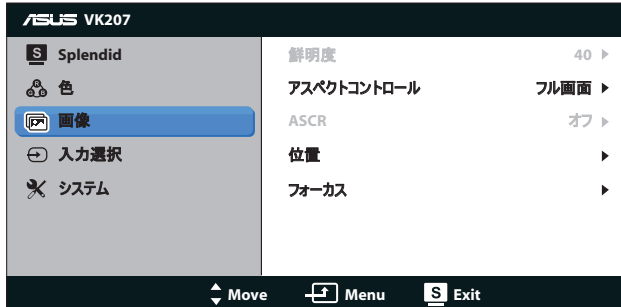 ASUS VK207
S Splendid
色
画像
入力選択
システム
鮮明度 40
アスペクトコントロール フル画面
ASCR オフ
位置
フォーカス
Move Menu S Exit